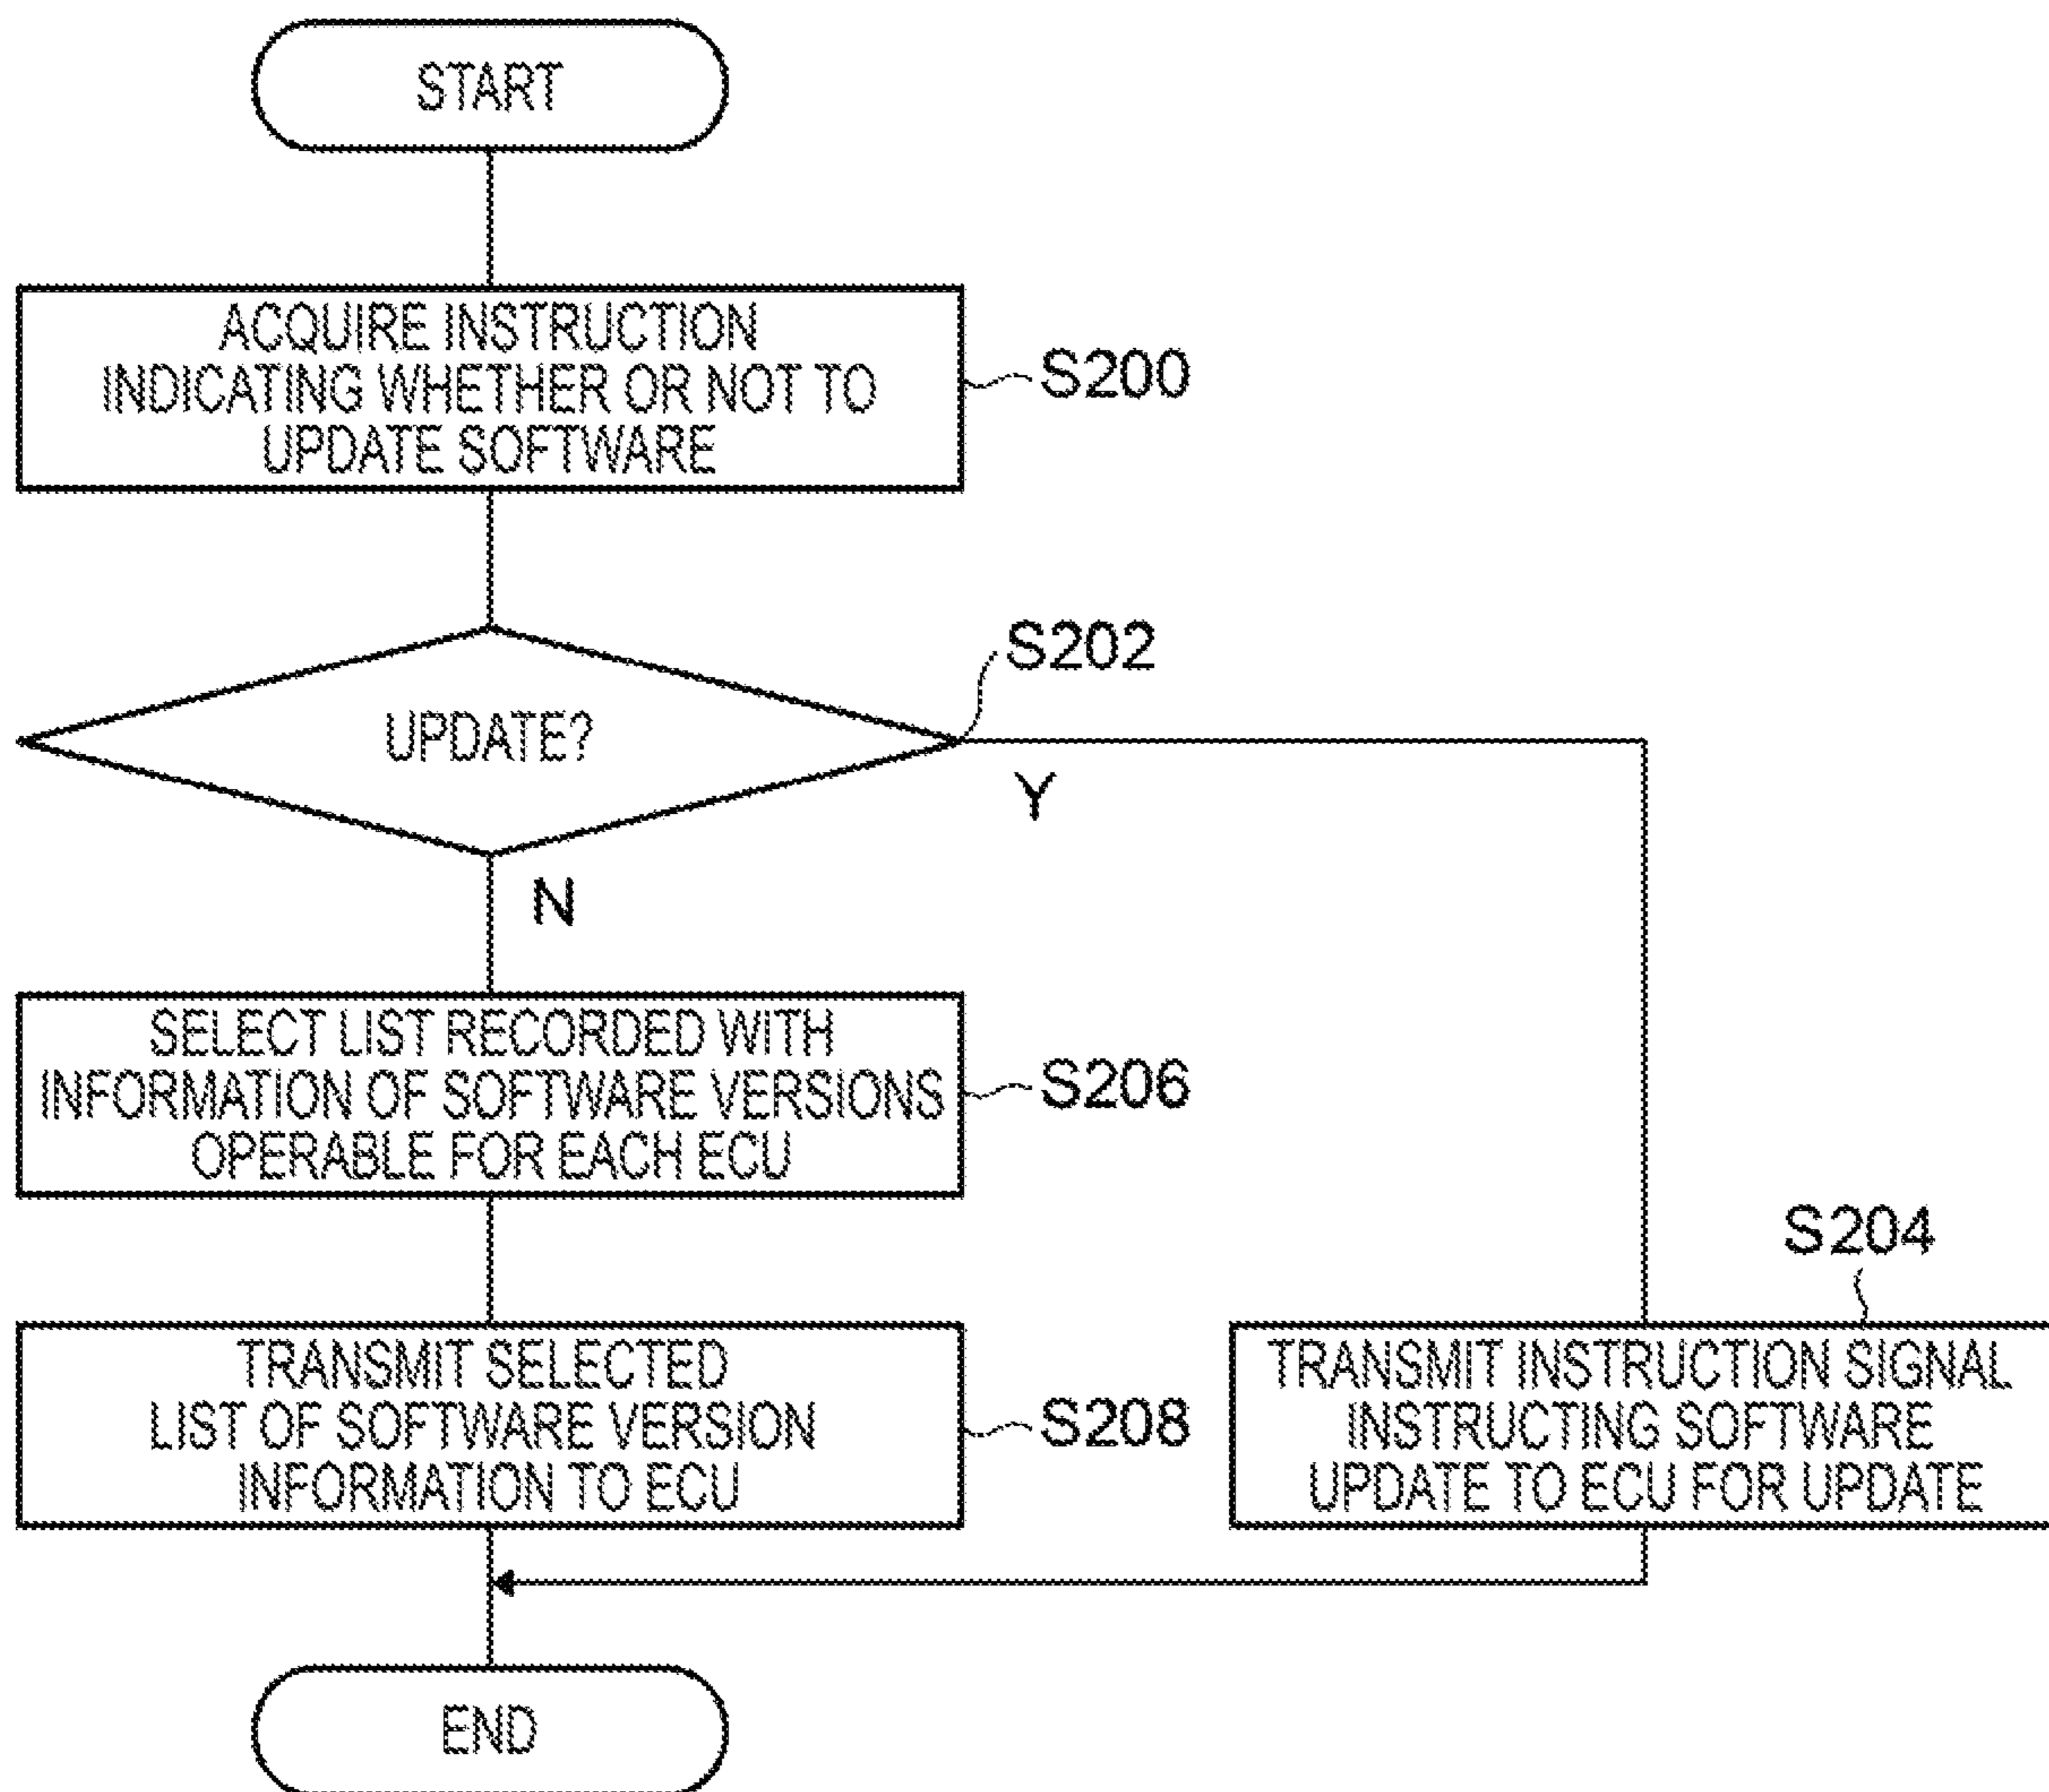 START
ACQUIRE INSTRUCTION
INDICATING WHETHER OR NOT TO
UPDATE SOFTWARE
S200
UPDATE?
S202
Y
N
SELECT LIST RECORDED WITH
INFORMATION OF SOFTWARE VERSIONS
OPERABLE FOR EACH ECU
S206
TRANSMIT SELECTED
LIST OF SOFTWARE VERSION
INFORMATION TO ECU
S208
S204
TRANSMIT INSTRUCTION SIGNAL
INSTRUCTING SOFTWARE
UPDATE TO ECU FOR UPDATE
END